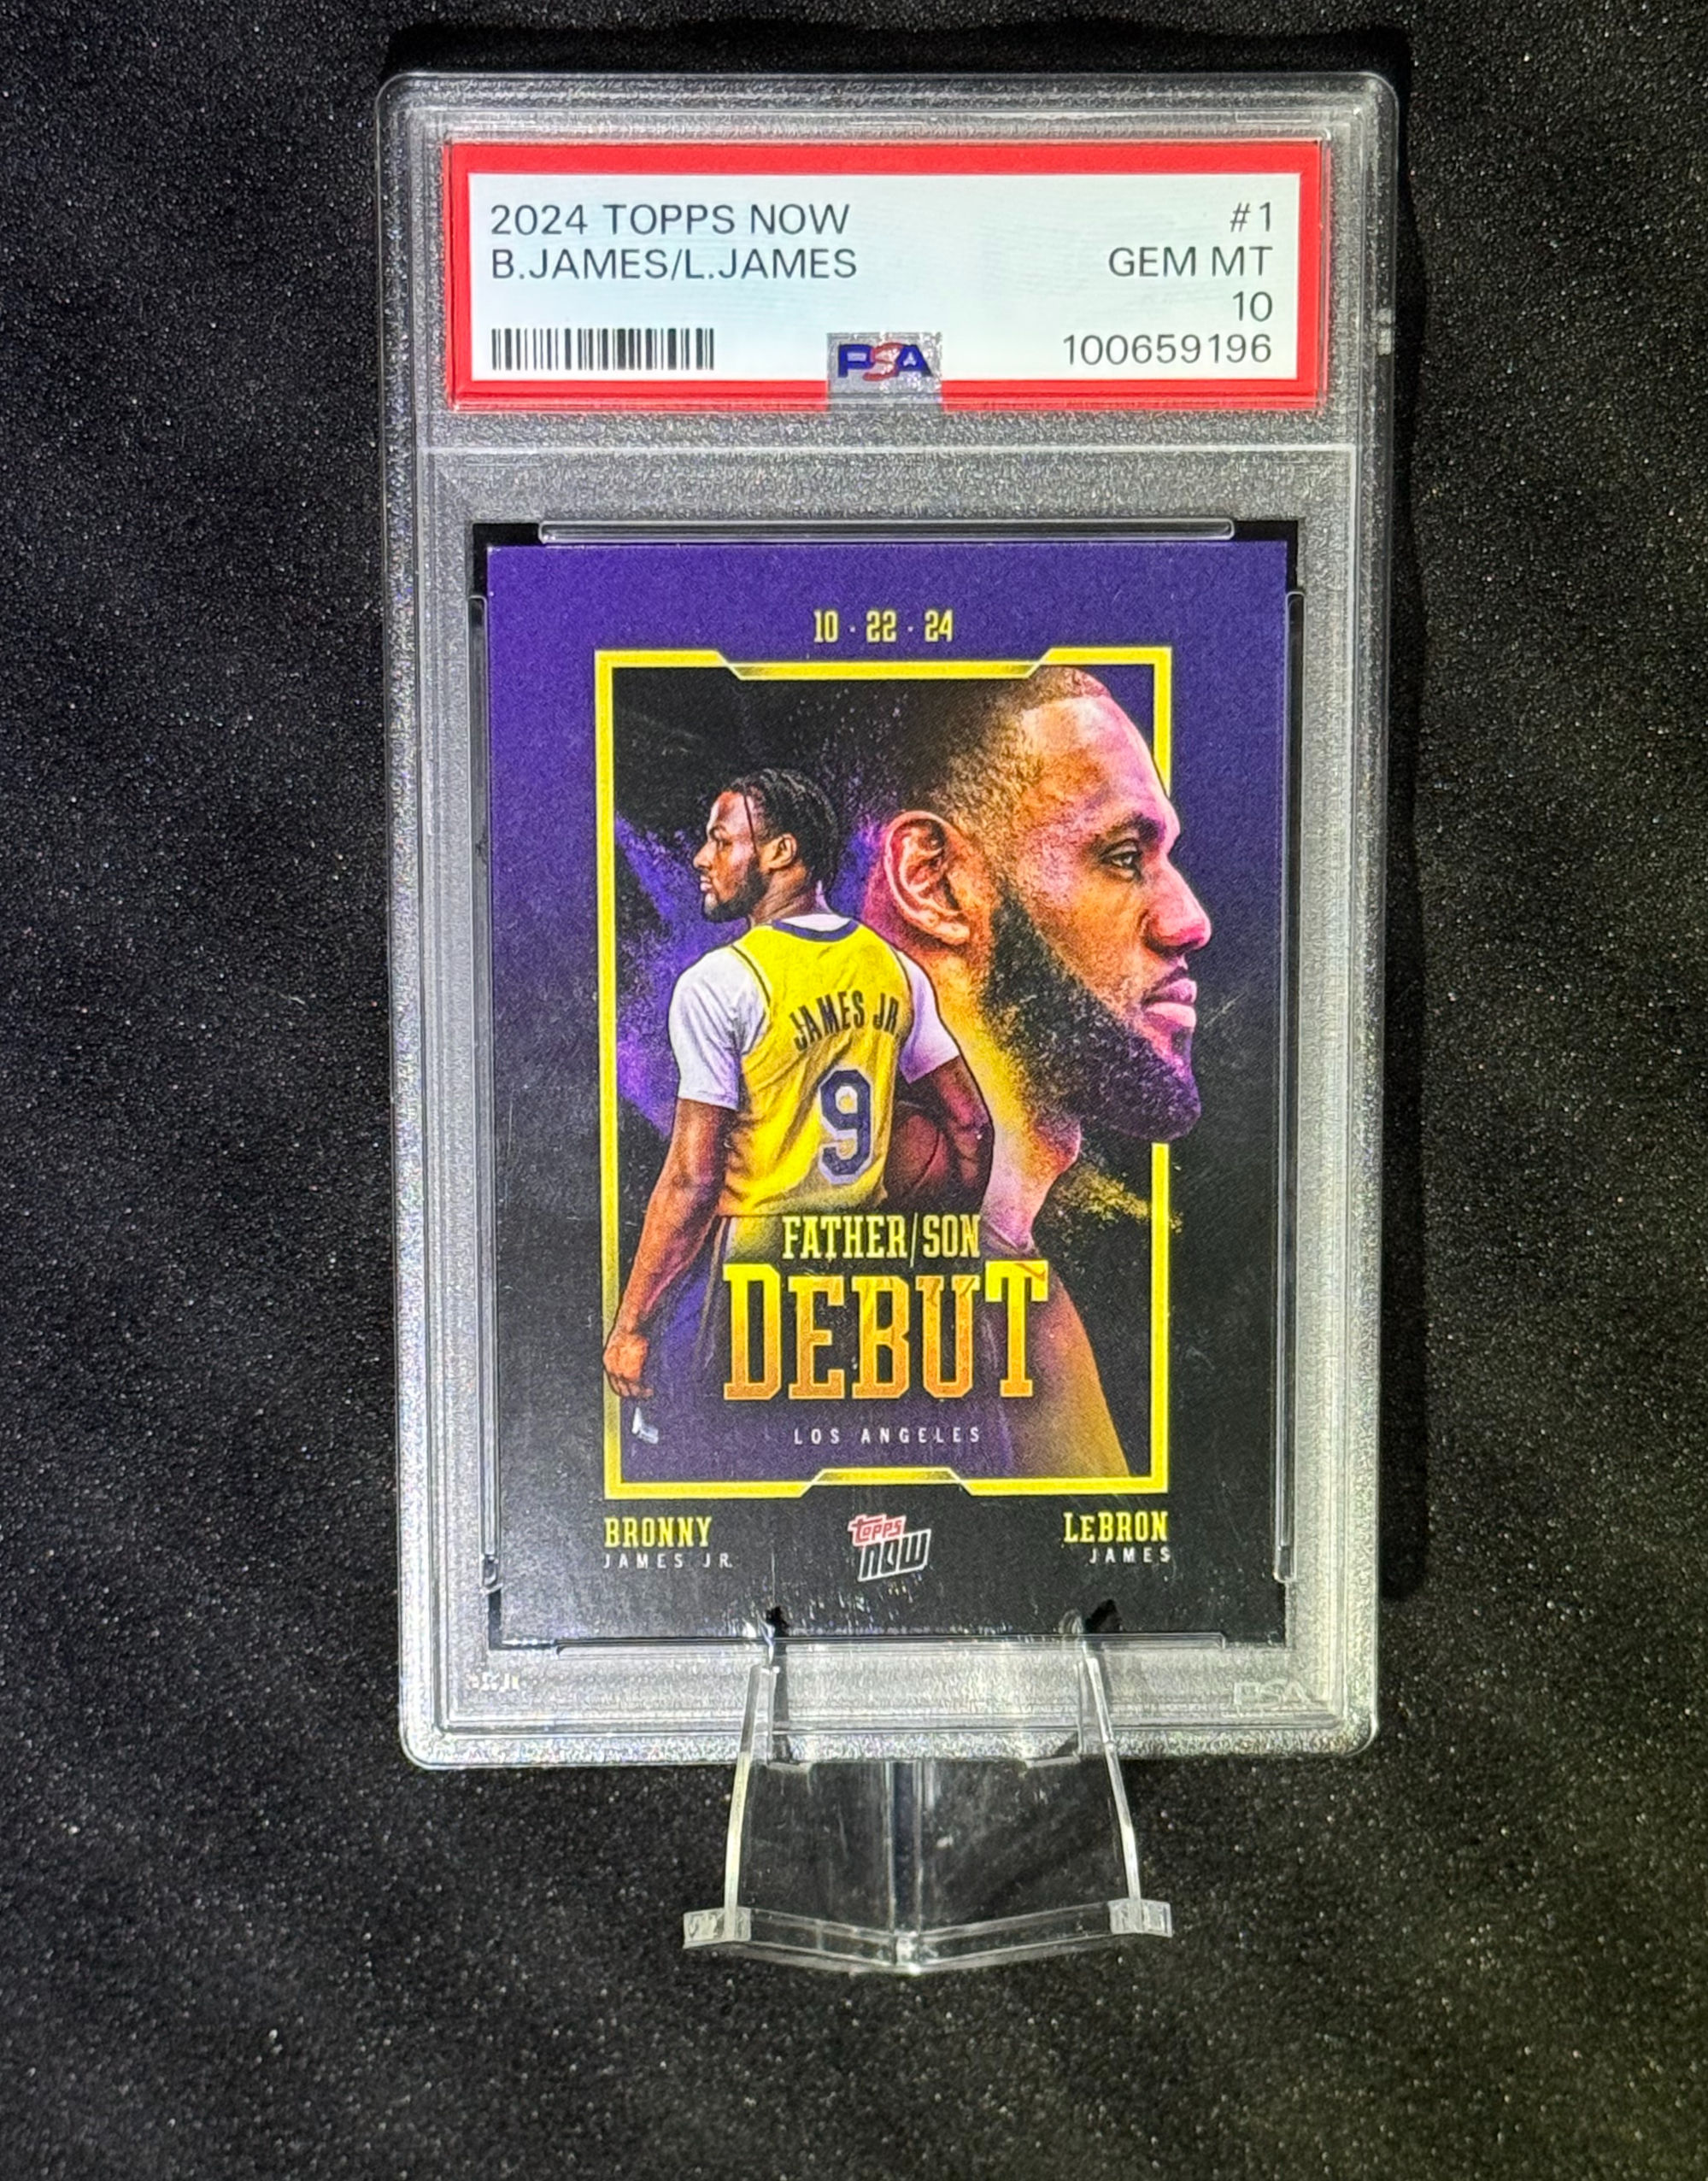 2024 TOPPS NOW #1
B.JAMES/L.JAMES GEM MT
10
PSA 100659196
10 · 22 · 24
JAMES JR
9
FATHER/SON
DEBUT
LOS ANGELES
BRONNY topps LEBRON
JAMES JR. NOW JAMES
PSA